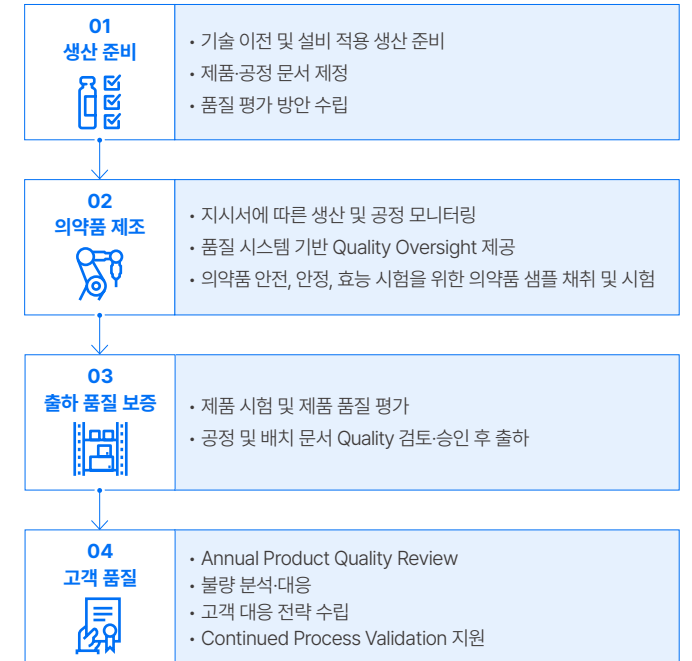 01
생산 준비
• 기술 이전 및 설비 적용 생산 준비
• 제품·공정 문서 제정
• 품질 평가 방안 수립
02
의약품 제조
• 지시서에 따른 생산 및 공정 모니터링
• 품질 시스템 기반 Quality Oversight 제공
• 의약품 안전, 안정, 효능 시험을 위한 의약품 샘플 채취 및 시험
03
출하 품질 보증
• 제품 시험 및 제품 품질 평가
• 공정 및 배치 문서 Quality 검토·승인 후 출하
04
고객 품질
• Annual Product Quality Review
• 불량 분석·대응
• 고객 대응 전략 수립
• Continued Process Validation 지원